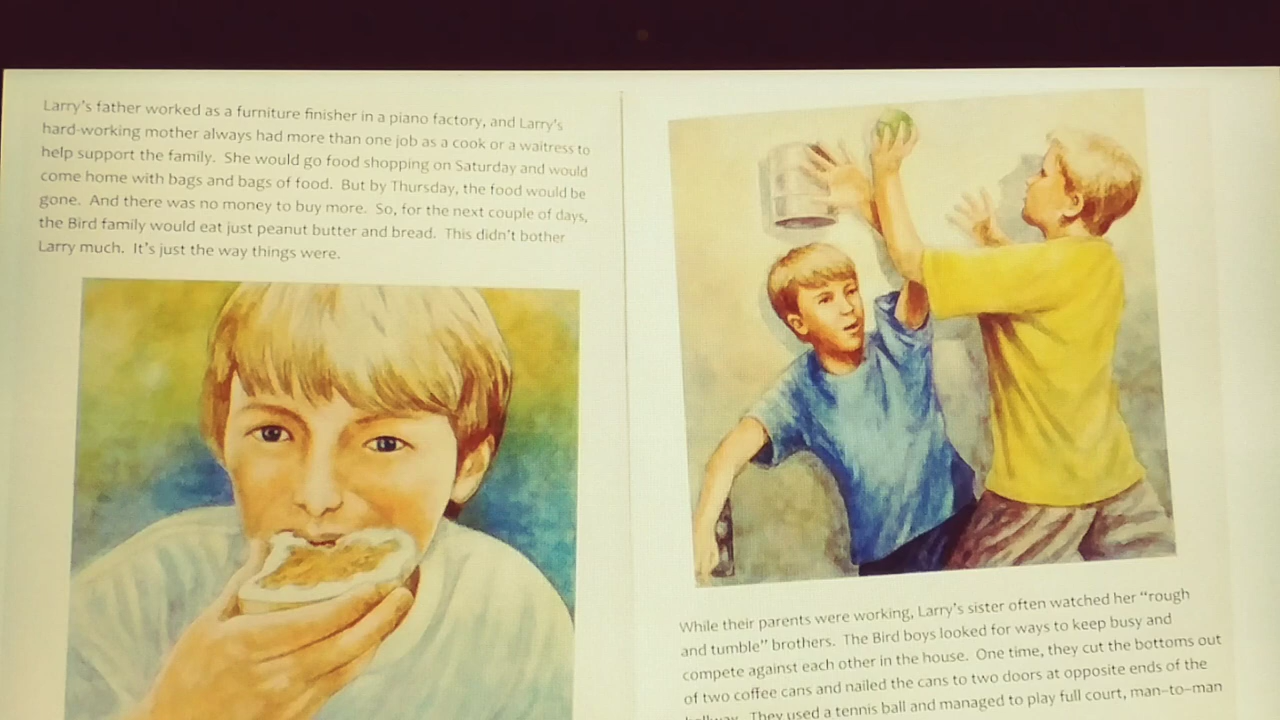 Larry's father worked as a furniture finisher in a piano factory, and Larry's
hard-working mother always had more than one job as a cook or a waitress to
help support the family. She would go food shopping on Saturday and would
come home with bags and bags of food. But by Thursday, the food would be
gone. And there was no money to buy more. So, for the next couple of days,
the Bird family would eat just peanut butter and bread. This didn't bother
Larry much. It's just the way things were.
While their parents were working, Larry's sister often watched her “rough
and tumble” brothers. The Bird boys looked for ways to keep busy and
compete against each other in the house. One time, they cut the bottoms out
of two coffee cans and nailed the cans to two doors at opposite ends of the
They used a tennis ball and managed to play full court, man-to-man